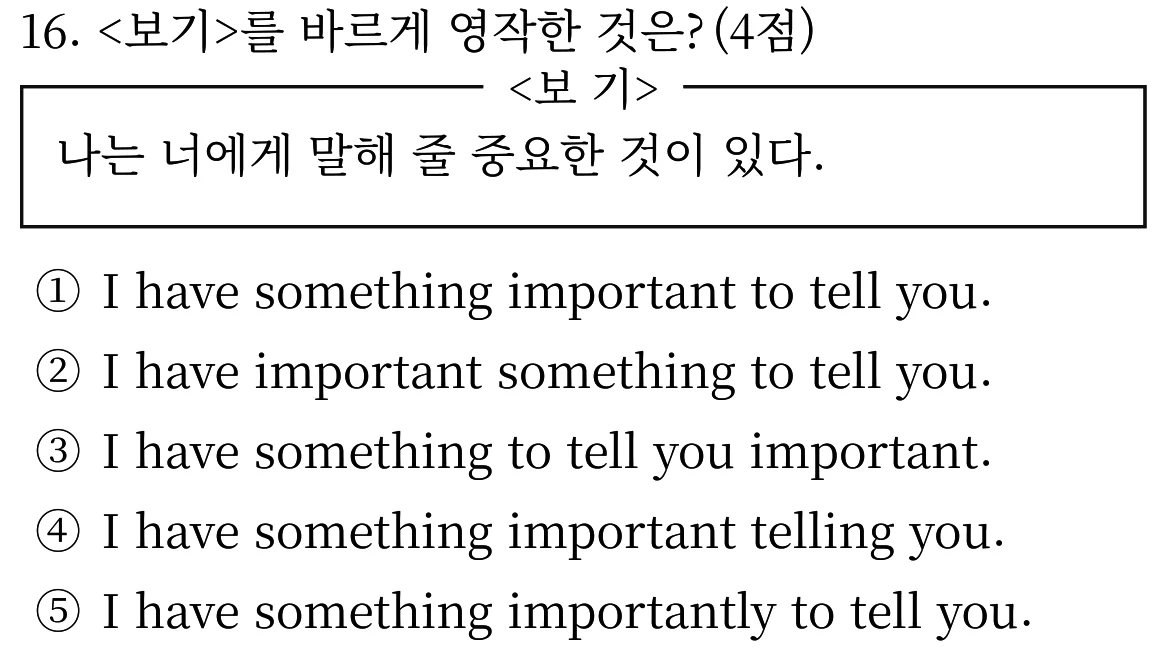 16. <보기>를 바르게 영작한 것은?(4점)
<보 기>
나는 너에게 말해 줄 중요한 것이 있다.
① I have something important to tell you.
② I have important something to tell you.
③ I have something to tell you important.
④ I have something important telling you.
⑤ I have something importantly to tell you.